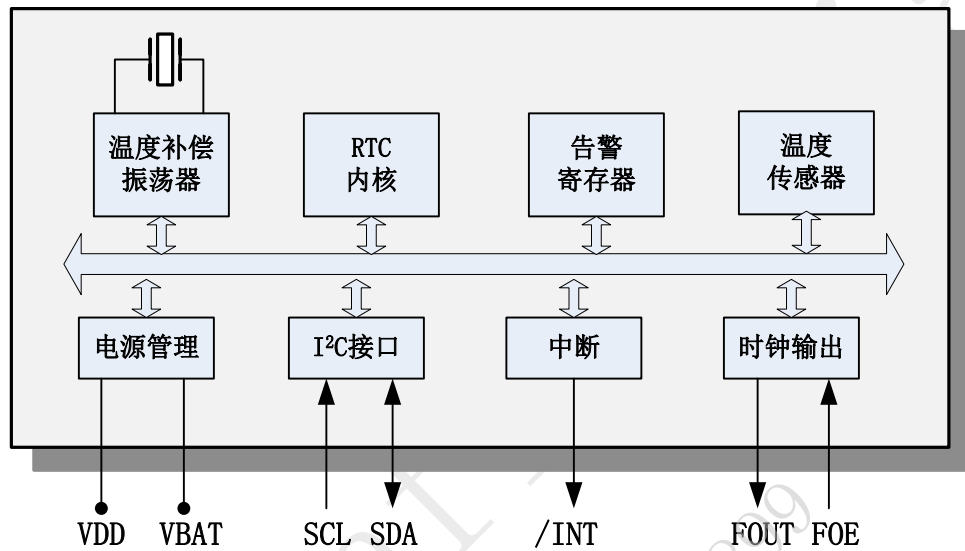 温度补偿
振荡器
RTC
内核
告警
寄存器
温度
传感器
电源管理
I²C接口
中断
时钟输出
VDD VBAT SCL SDA /INT FOUT FOE